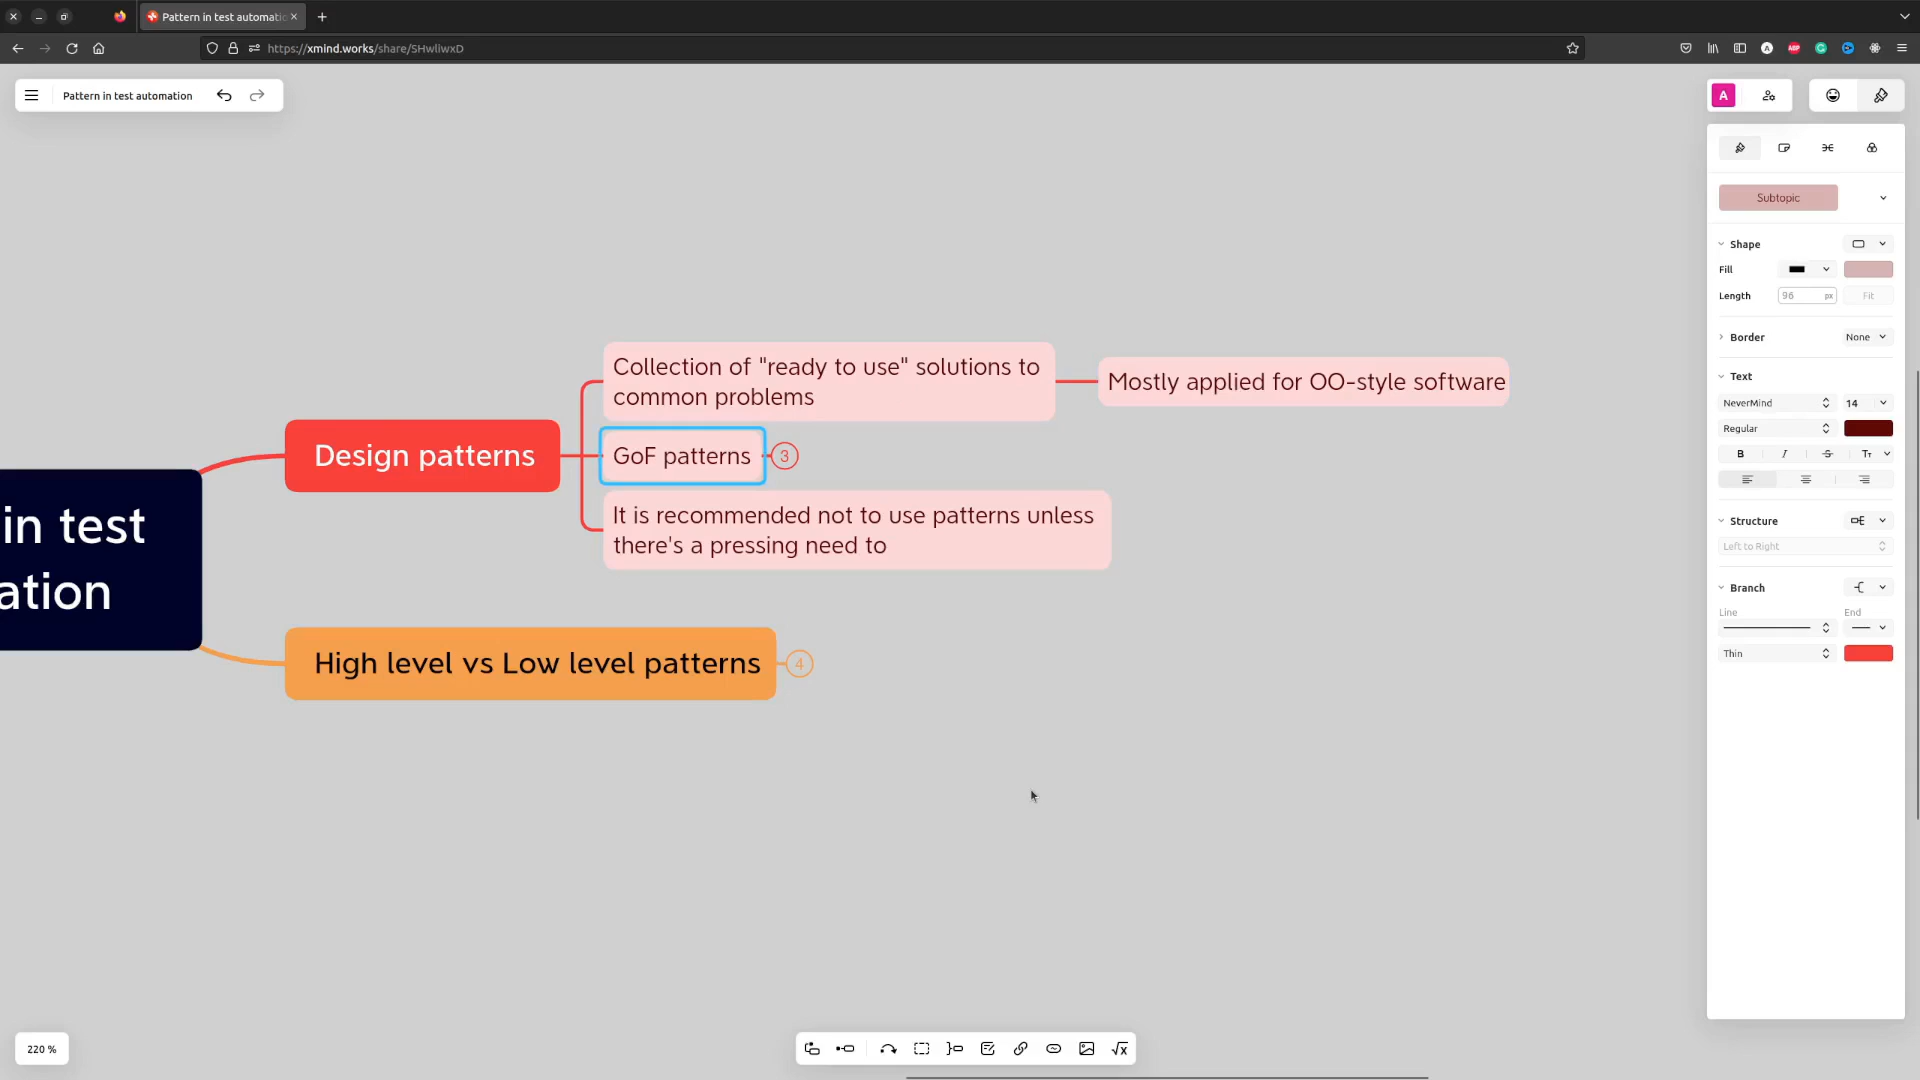 Pattern in test automatio
https://xmind.works/share/SHwliwxD
Pattern in test automation
A
Subtopic
Shape
Fill
Length
96
px
Fit
Border
None
Text
NeverMind
14
Regular
B
I
S
Tт
Structure
Left to Right
Branch
Line
End
Thin
Collection of "ready to use" solutions to
common problems
Mostly applied for OO-style software
Design patterns
GoF patterns
3
It is recommended not to use patterns unless
there's a pressing need to
in test
ation
High level vs Low level patterns
4
220 %